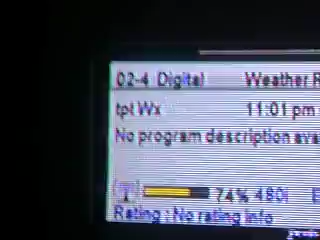 02-4 Digital Weather
tpt Wx 11:01 pm
No program description
74% 480i
Rating : No rating info